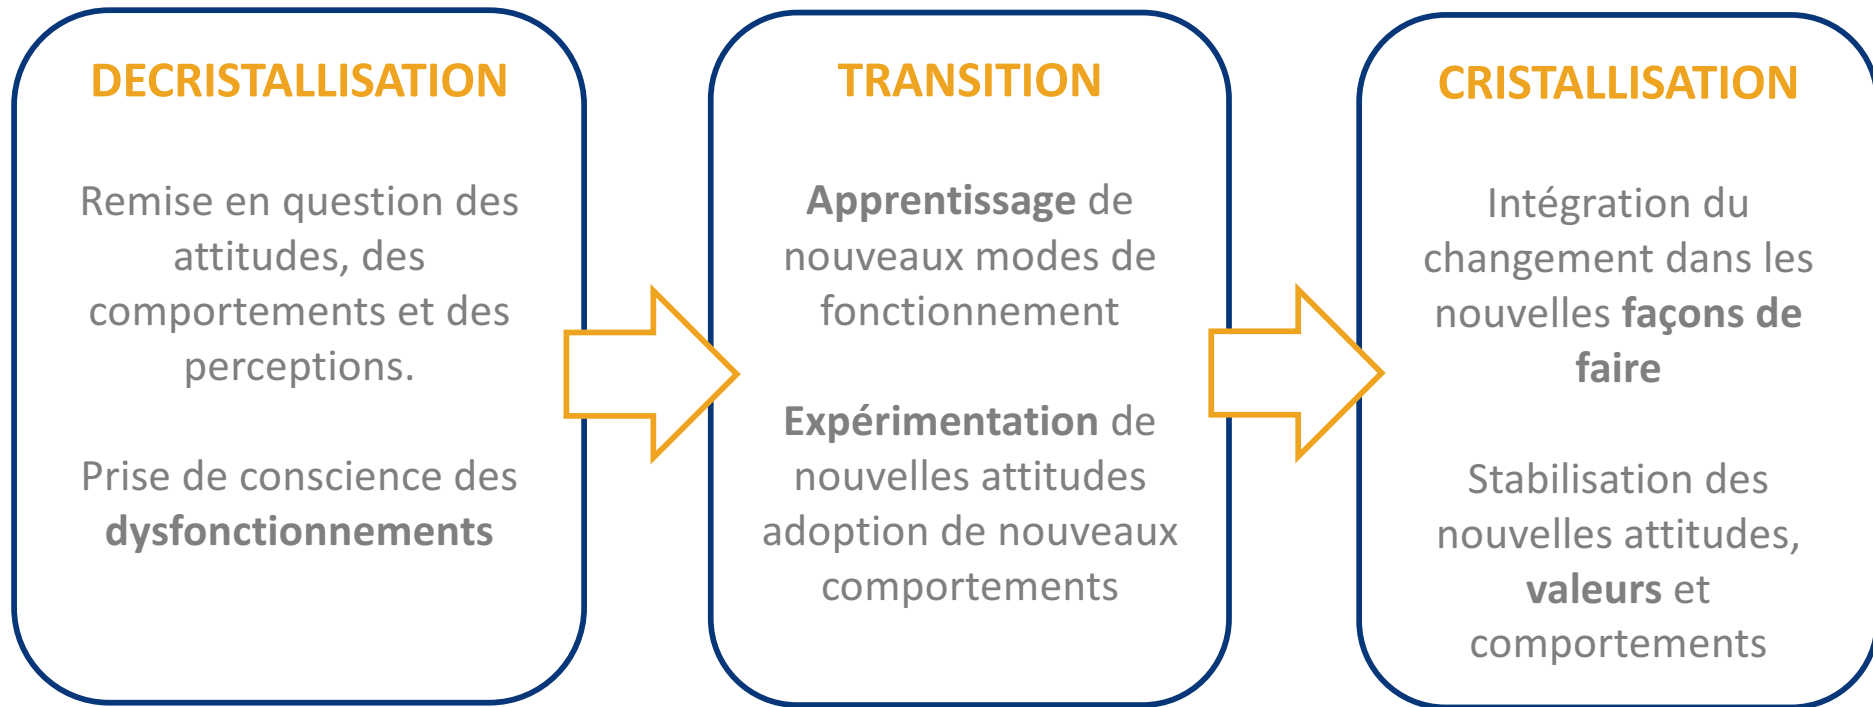 DECRISTALLISATION
Remise en question des
attitudes, des
comportements et des
perceptions.
Prise de conscience des
dysfonctionnements
TRANSITION
Apprentissage de
nouveaux modes de
fonctionnement
Expérimentation de
nouvelles attitudes
adoption de nouveaux
comportements
CRISTALLISATION
Intégration du
changement dans les
nouvelles façons de
faire
Stabilisation des
nouvelles attitudes,
valeurs et
comportements